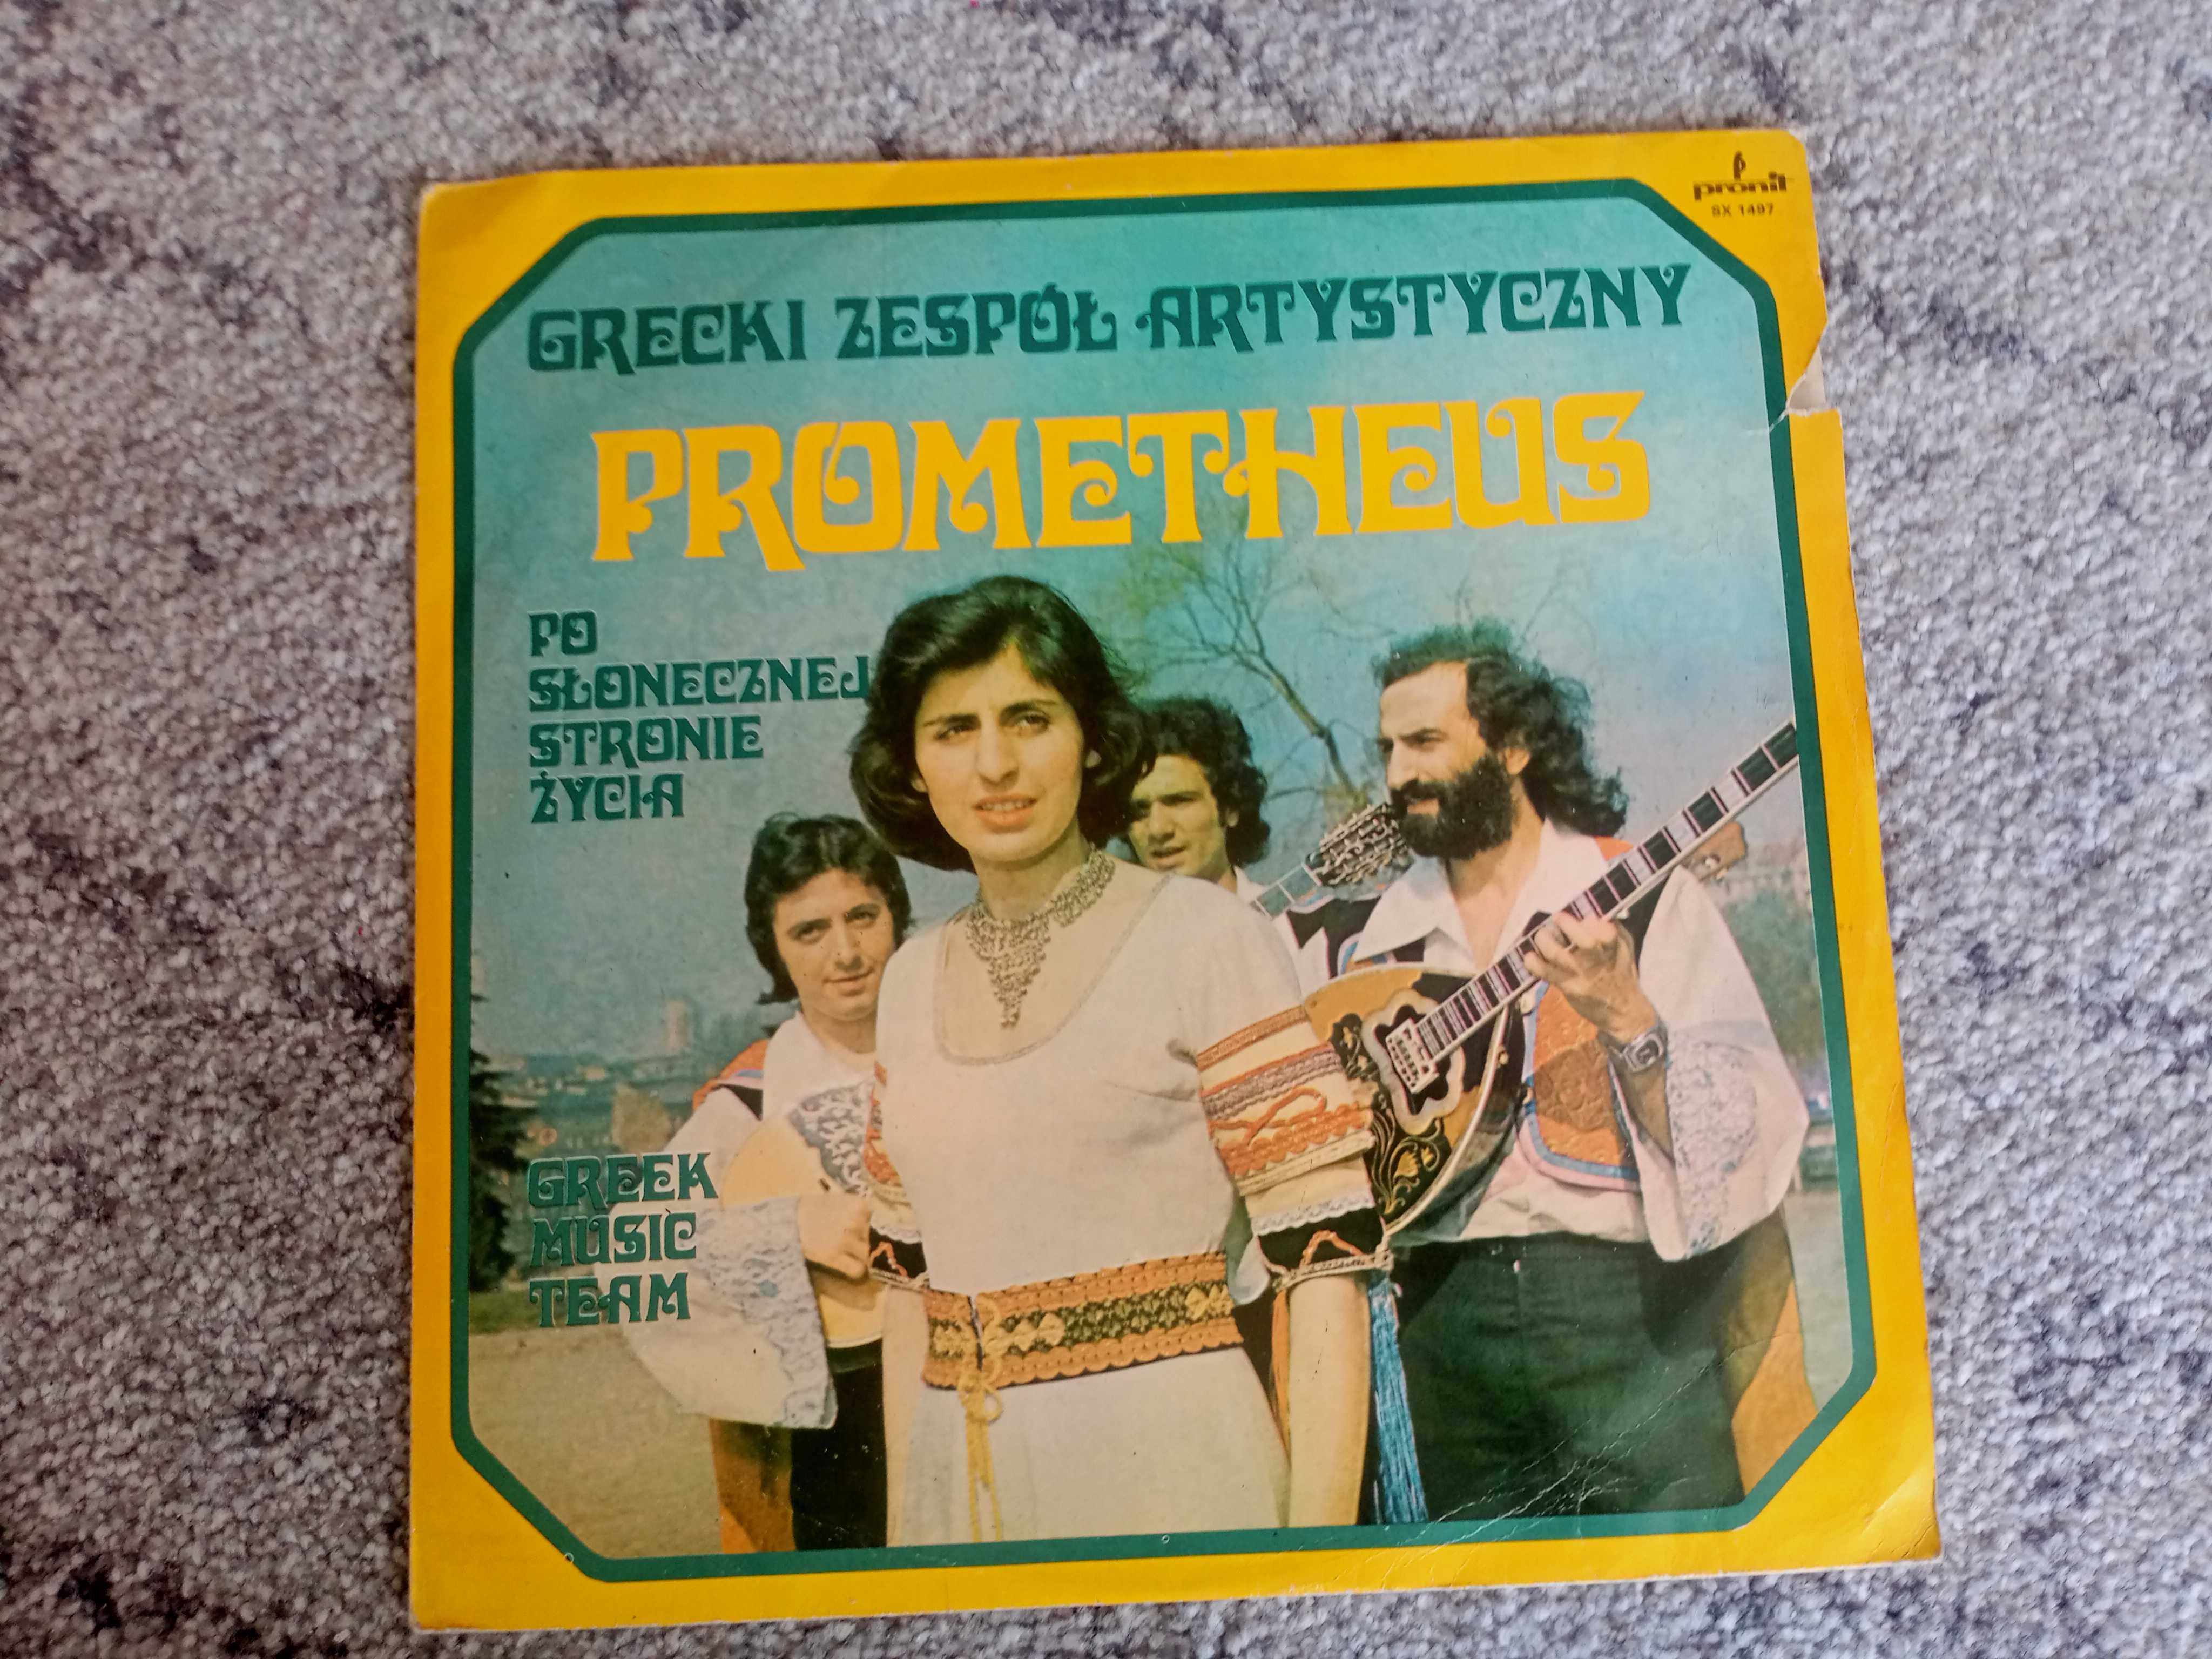 pronit
SX 1497
GRECKI ZESPÓŁ ARTYSTYCZNY
PROMETHEUS
PO
SŁONECZNEJ
STRONIE
ŻYCIA
GREEK
MUSIC
TEAM